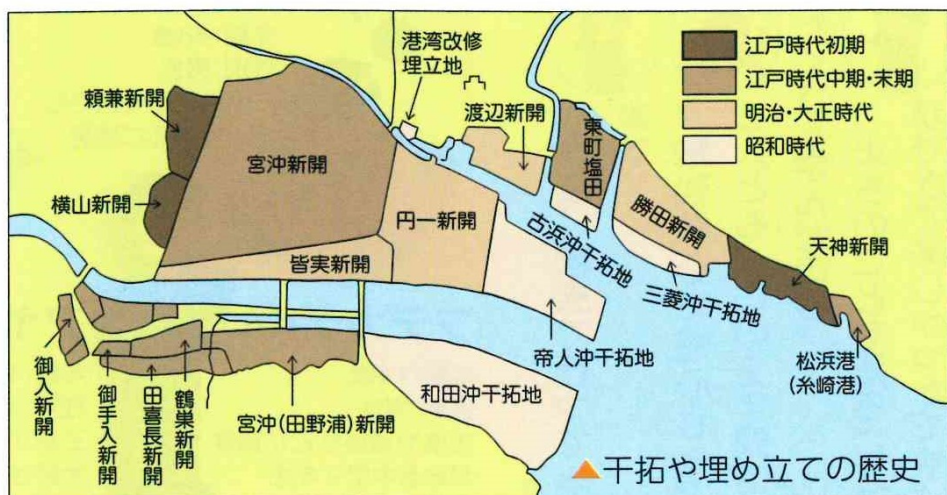 港湾改修
埋立地
頼兼新開
渡辺新開
東町塩田
宮沖新開
横山新開
円一新開
勝田新開
古浜沖干拓地
天神新開
皆実新開
三菱沖干拓地
帝人沖干拓地
松浜港
(糸崎港)
御入新開
御手入新開
田喜長新開
鶴巣新開
宮沖(田野浦)新開
和田沖干拓地
江戸時代初期
江戸時代中期・末期
明治・大正時代
昭和時代
▲干拓や埋め立ての歴史